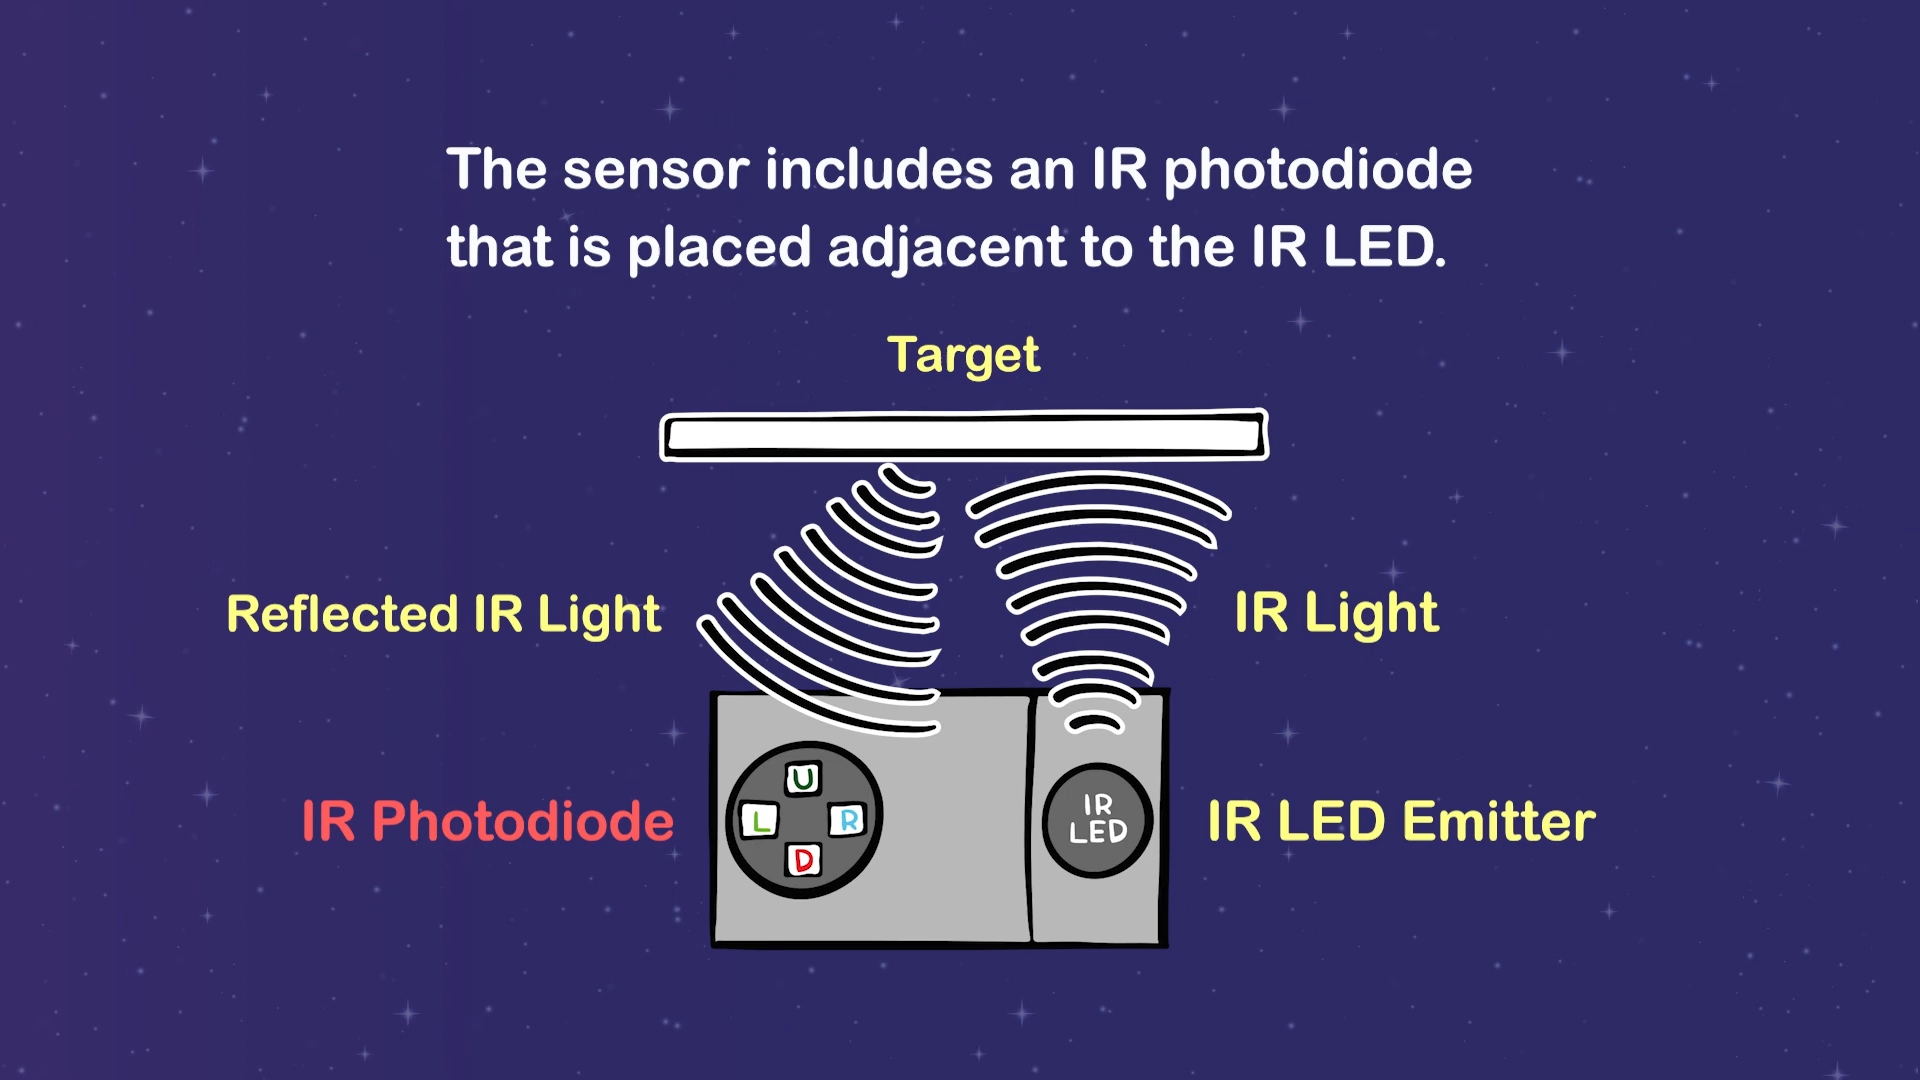 The sensor includes an IR photodiode
that is placed adjacent to the IR LED.
Target
Reflected IR Light
IR Light
IR Photodiode
U
L
R
D
IR
LED
IR LED Emitter